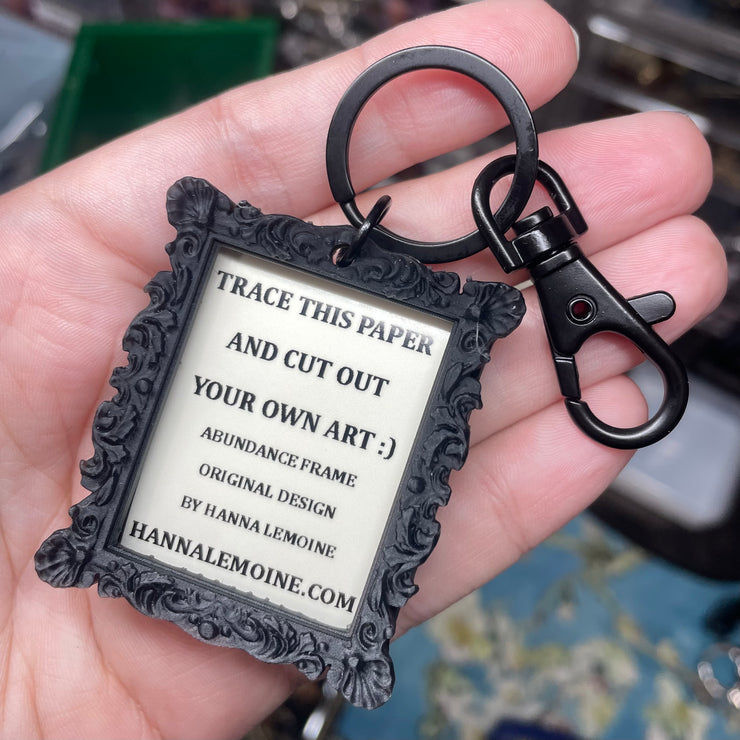 TRACE THIS PAPER
AND CUT OUT
YOUR OWN ART :)
ABUNDANCE FRAME
ORIGINAL DESIGN
BY HANNA LEMOINE
HANNALEMOINE.COM